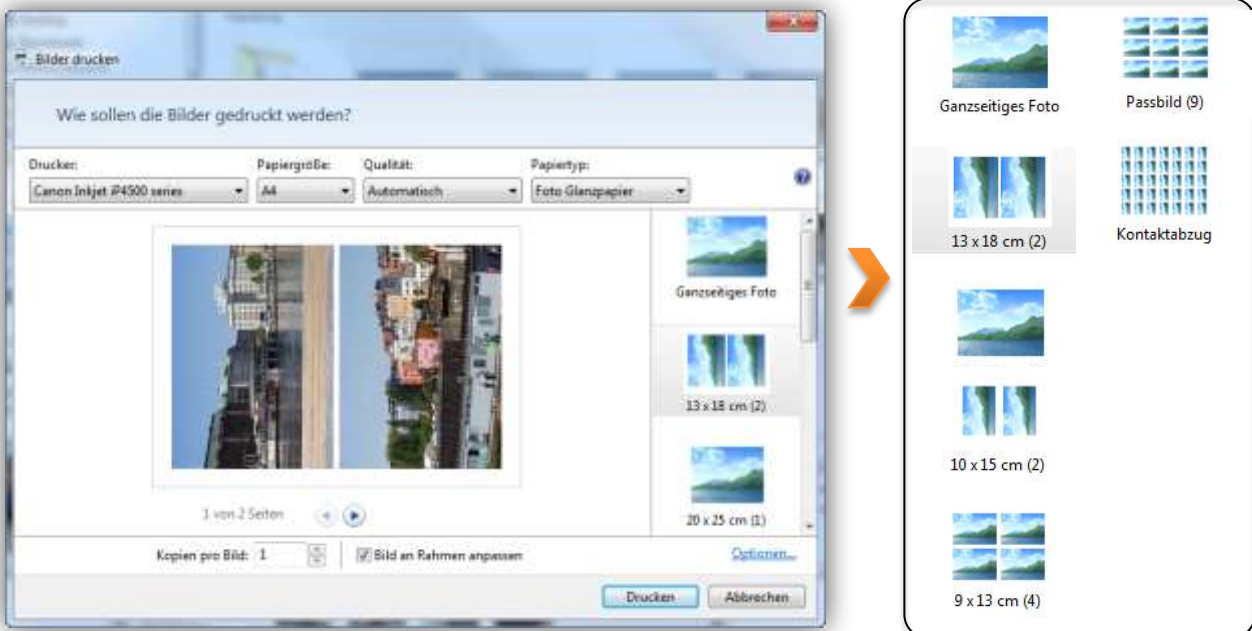 Bilder drucken
Wie sollen die Bilder gedruckt werden?
Drucker: Papiergröße: Qualität: Papiertyp:
Canon Inkjet iP4500 series A4 Automatisch Foto Glanzpapier
Ganzseitiges Foto
13 x 18 cm (2)
20 x 25 cm (1)
1 von 2 Seiten
Kopien pro Bild: 1 Bild an Rahmen anpassen Optionen...
Drucken Abbrechen
Ganzseitiges Foto
Passbild (9)
13 x 18 cm (2)
Kontaktabzug
10 x 15 cm (2)
9 x 13 cm (4)